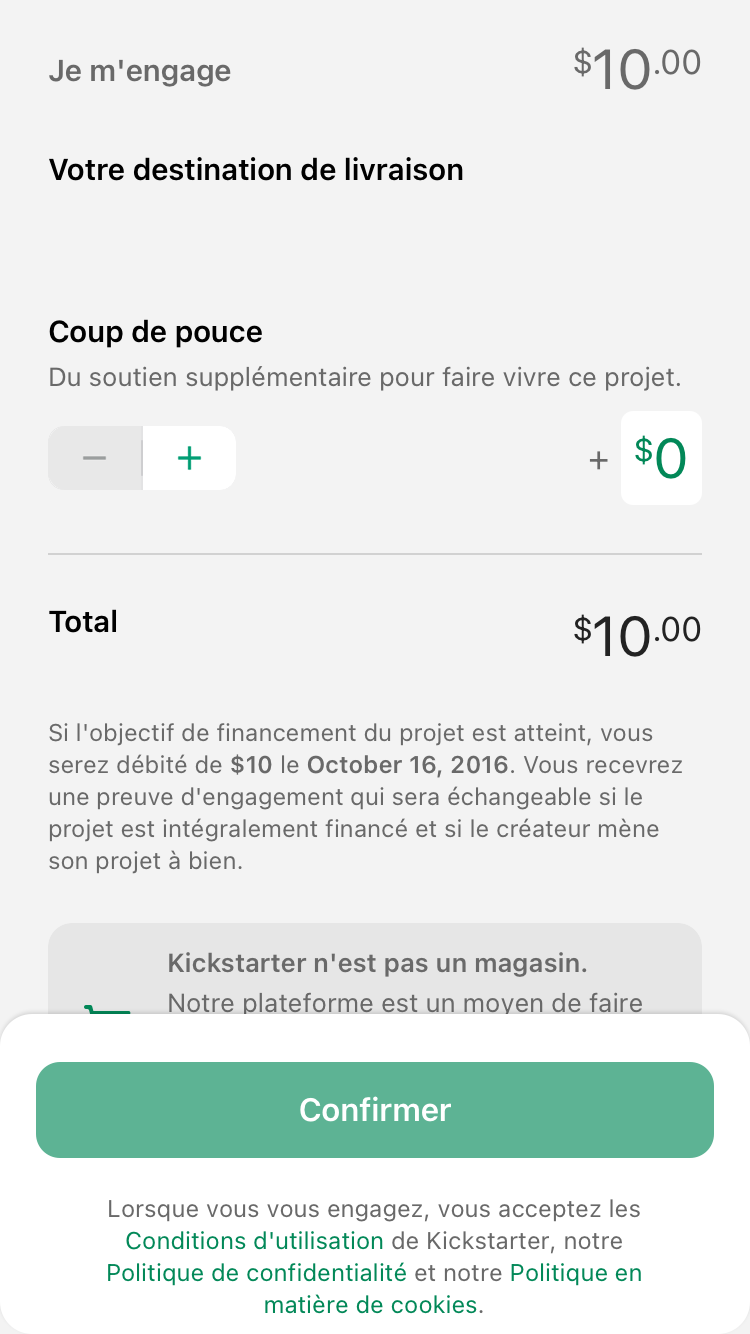 Je m'engage $10.00
Votre destination de livraison
Coup de pouce
Du soutien supplémentaire pour faire vivre ce projet.
− + + $0
Total $10.00
Si l'objectif de financement du projet est atteint, vous
serez débité de $10 le October 16, 2016. Vous recevrez
une preuve d'engagement qui sera échangeable si le
projet est intégralement financé et si le créateur mène
son projet à bien.
Kickstarter n'est pas un magasin.
Notre plateforme est un moyen de faire
Confirmer
Lorsque vous vous engagez, vous acceptez les
Conditions d'utilisation de Kickstarter, notre
Politique de confidentialité et notre Politique en
matière de cookies.